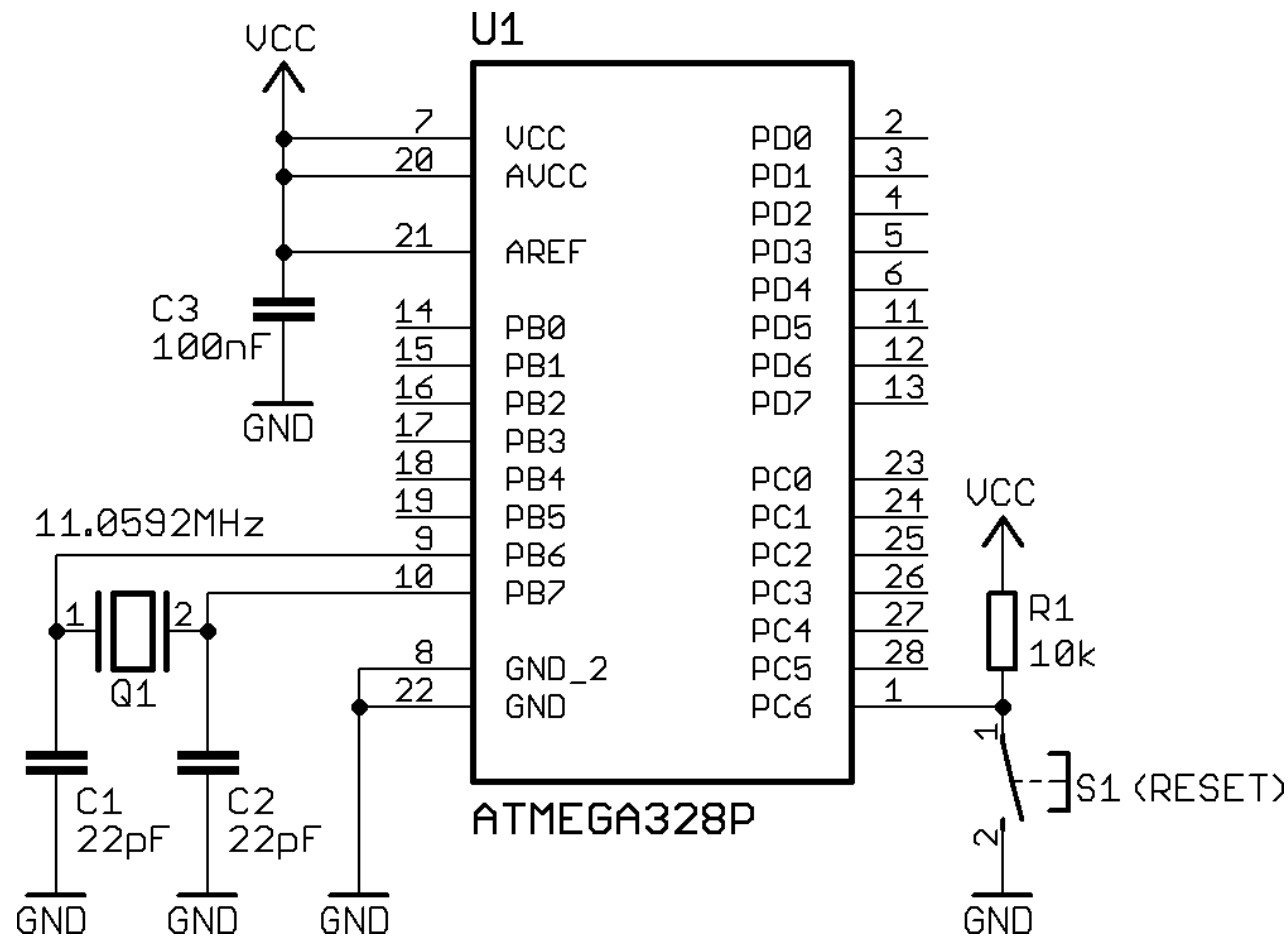 U1
VCC
7 VCC PD0 2
20 AVCC PD1 3
PD2 4
21 AREF PD3 5
PD4 6
C3
100nF
14 PB0 PD5 11
15 PB1 PD6 12
16 PB2 PD7 13
GND
17 PB3
18 PB4 PC0 23
VCC
19 PB5 PC1 24
11.0592MHz
9 PB6 PC2 25
10 PB7 PC3 26
1 2
PC4 27
R1
10k
Q1
8 GND_2 PC5 28
22 GND PC6 1
1
S1 (RESET)
2
C1
22pF
C2
22pF
ATMEGA328P
GND GND GND GND